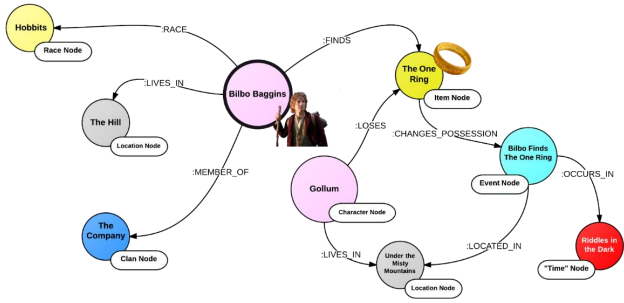 Hobbits
Race Node
:RACE
:FINDS
The One
Ring
Item Node
:LIVES_IN
Bilbo Baggins
The Hill
Location Node
:LOSES
:CHANGES_POSSESSION
Bilbo Finds
The One Ring
Event Node
:MEMBER_OF
:OCCURS_IN
Gollum
Character Node
The
Company
Clan Node
:LIVES_IN
:LOCATED_IN
Under the
Misty
Mountains
Location Node
Riddles in
the Dark
"Time" Node